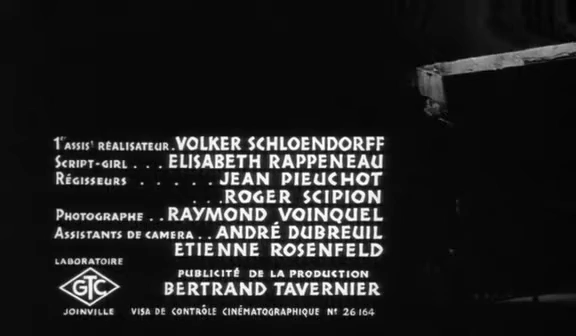 1er ASSISt RÉALISATEUR.VOLKER SCHLOENDORFF
SCRIPT-GIRL . . . ELISABETH RAPPENEAU
RÉGISSEURS . . . . . JEAN PIEUCHOT
. . .ROGER SCIPION
PHOTOGRAPHE . . RAYMOND VOINQUEL
ASSISTANTS DE CAMERA . . ANDRÉ DUBREUIL
ETIENNE ROSENFELD
LABORATOIRE
GTC
JOINVILLE
PUBLICITÉ DE LA PRODUCTION
BERTRAND TAVERNIER
VISA DE CONTRÔLE CINÉMATOGRAPHIQUE No 26164